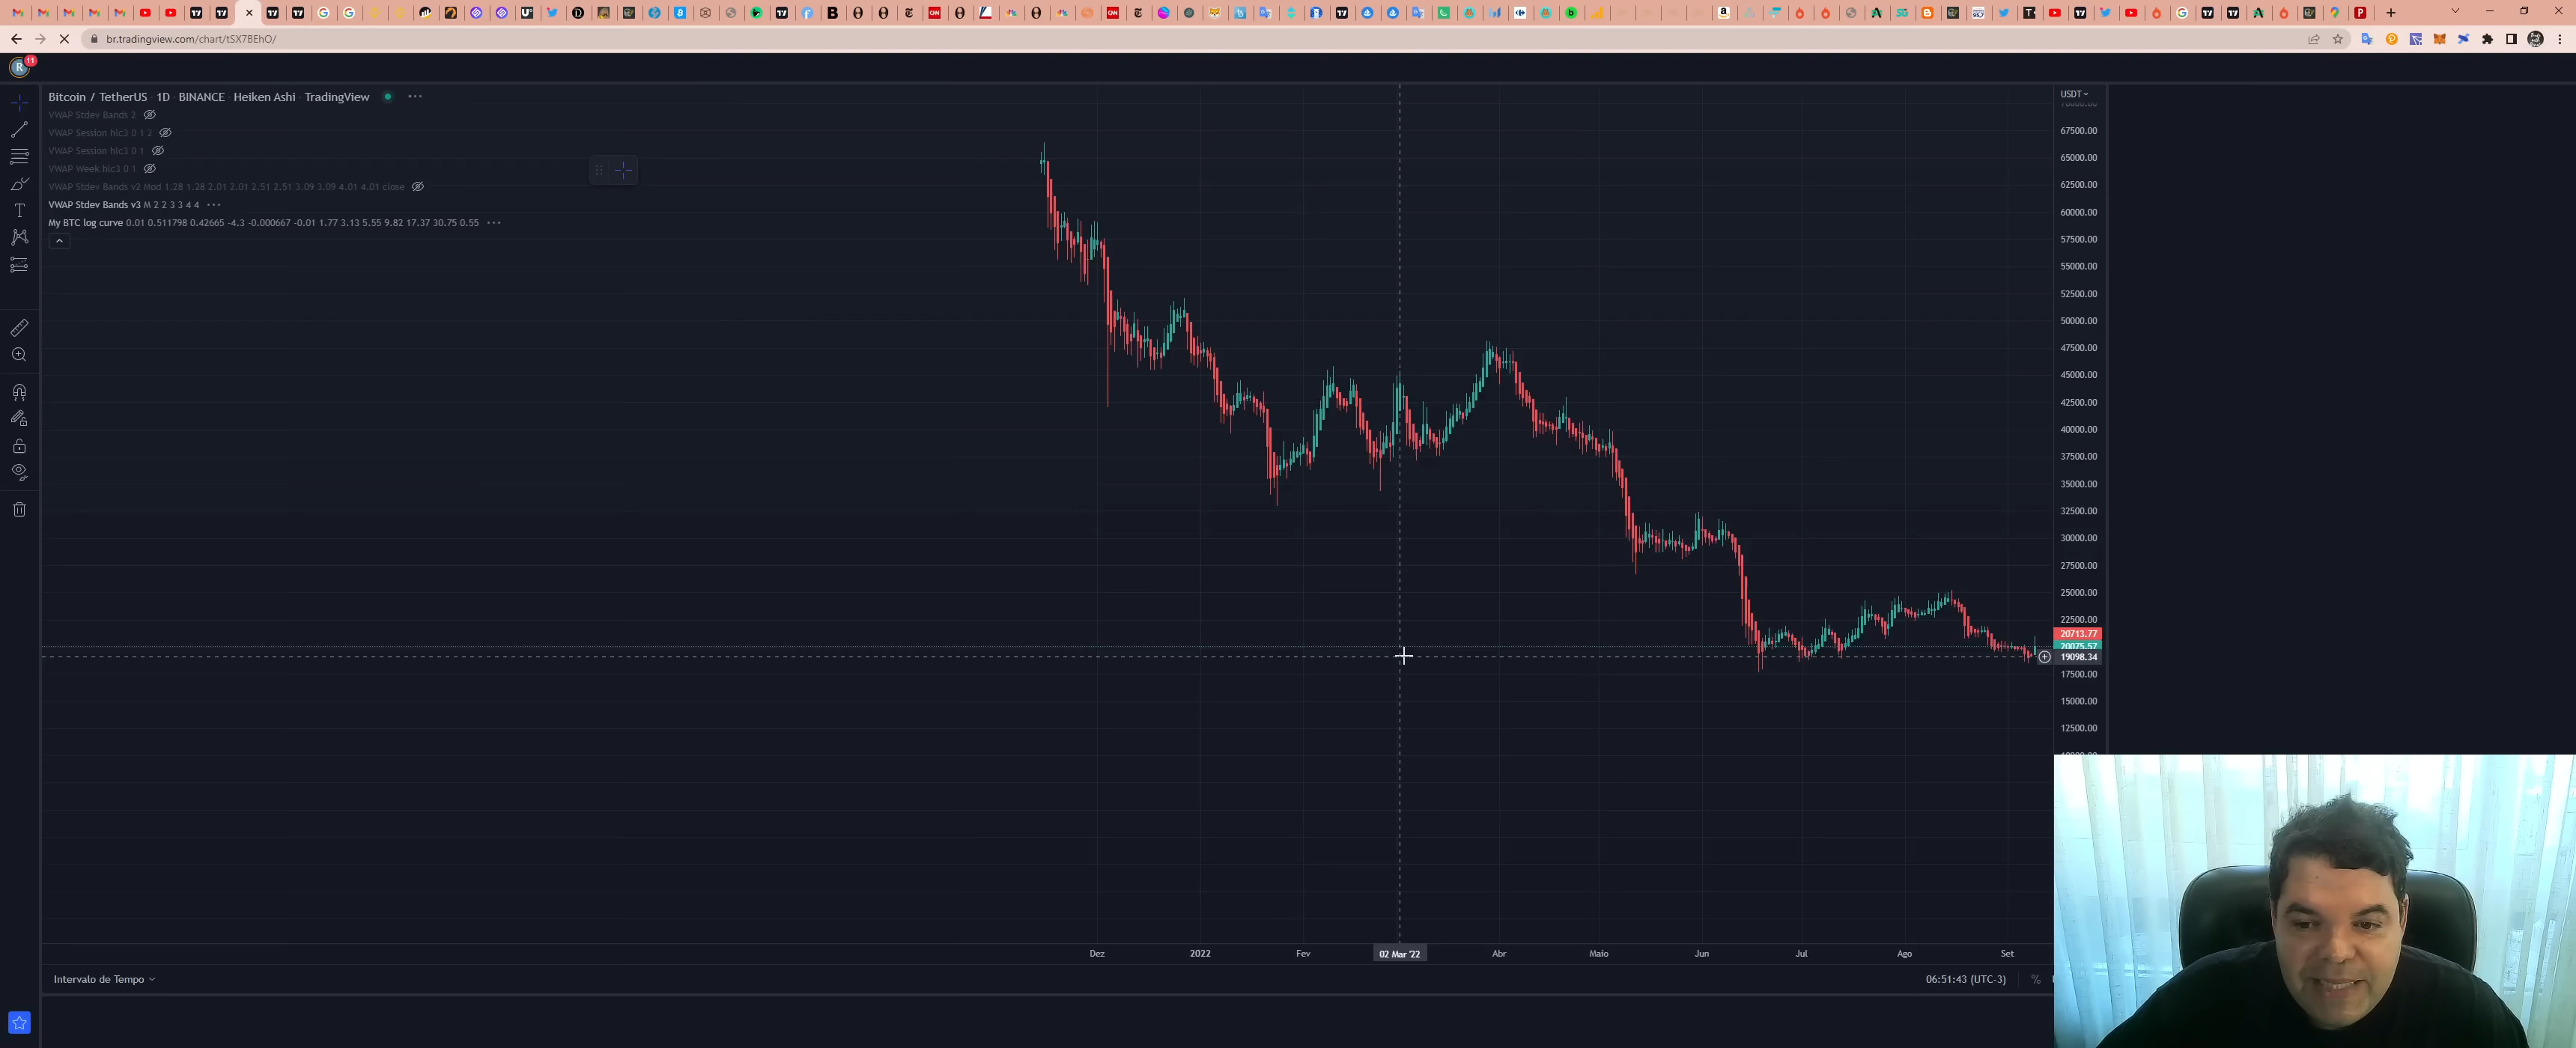 br.tradingview.com/chart/tSX7BEhO/
R 11
Bitcoin / TetherUS · 1D · BINANCE · Heiken Ashi · TradingView
VWAP Stdev Bands 2
VWAP Session hlc3 0 1 2
VWAP Session hlc3 0 1
VWAP Week hlc3 0 1
VWAP Stdev Bands v2 Mod 1.28 1.28 2.01 2.01 2.51 2.51 3.09 3.09 4.01 4.01 close
VWAP Stdev Bands v3 M 2 2 3 3 4 4
My BTC log curve 0.01 0.511798 0.42665 -4.3 -0.000667 -0.01 1.77 3.13 5.55 9.82 17.37 30.75 0.55
USDT
70000.00
67500.00
65000.00
62500.00
60000.00
57500.00
55000.00
52500.00
50000.00
47500.00
45000.00
42500.00
40000.00
37500.00
35000.00
32500.00
30000.00
27500.00
25000.00
22500.00
20713.77
20075.57
19098.34
17500.00
15000.00
12500.00
Dez 2022 Fev 02 Mar '22 Abr Maio Jun Jul Ago Set
Intervalo de Tempo
06:51:43 (UTC-3) %